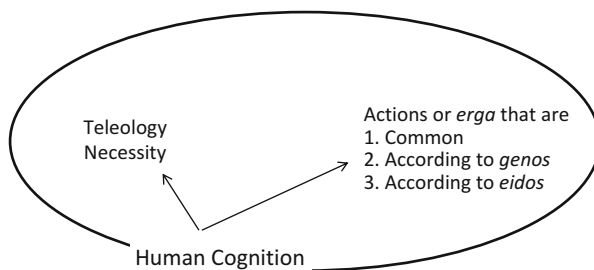 Teleology
Necessity
Actions or erga that are
1. Common
2. According to genos
3. According to eidos
Human Cognition